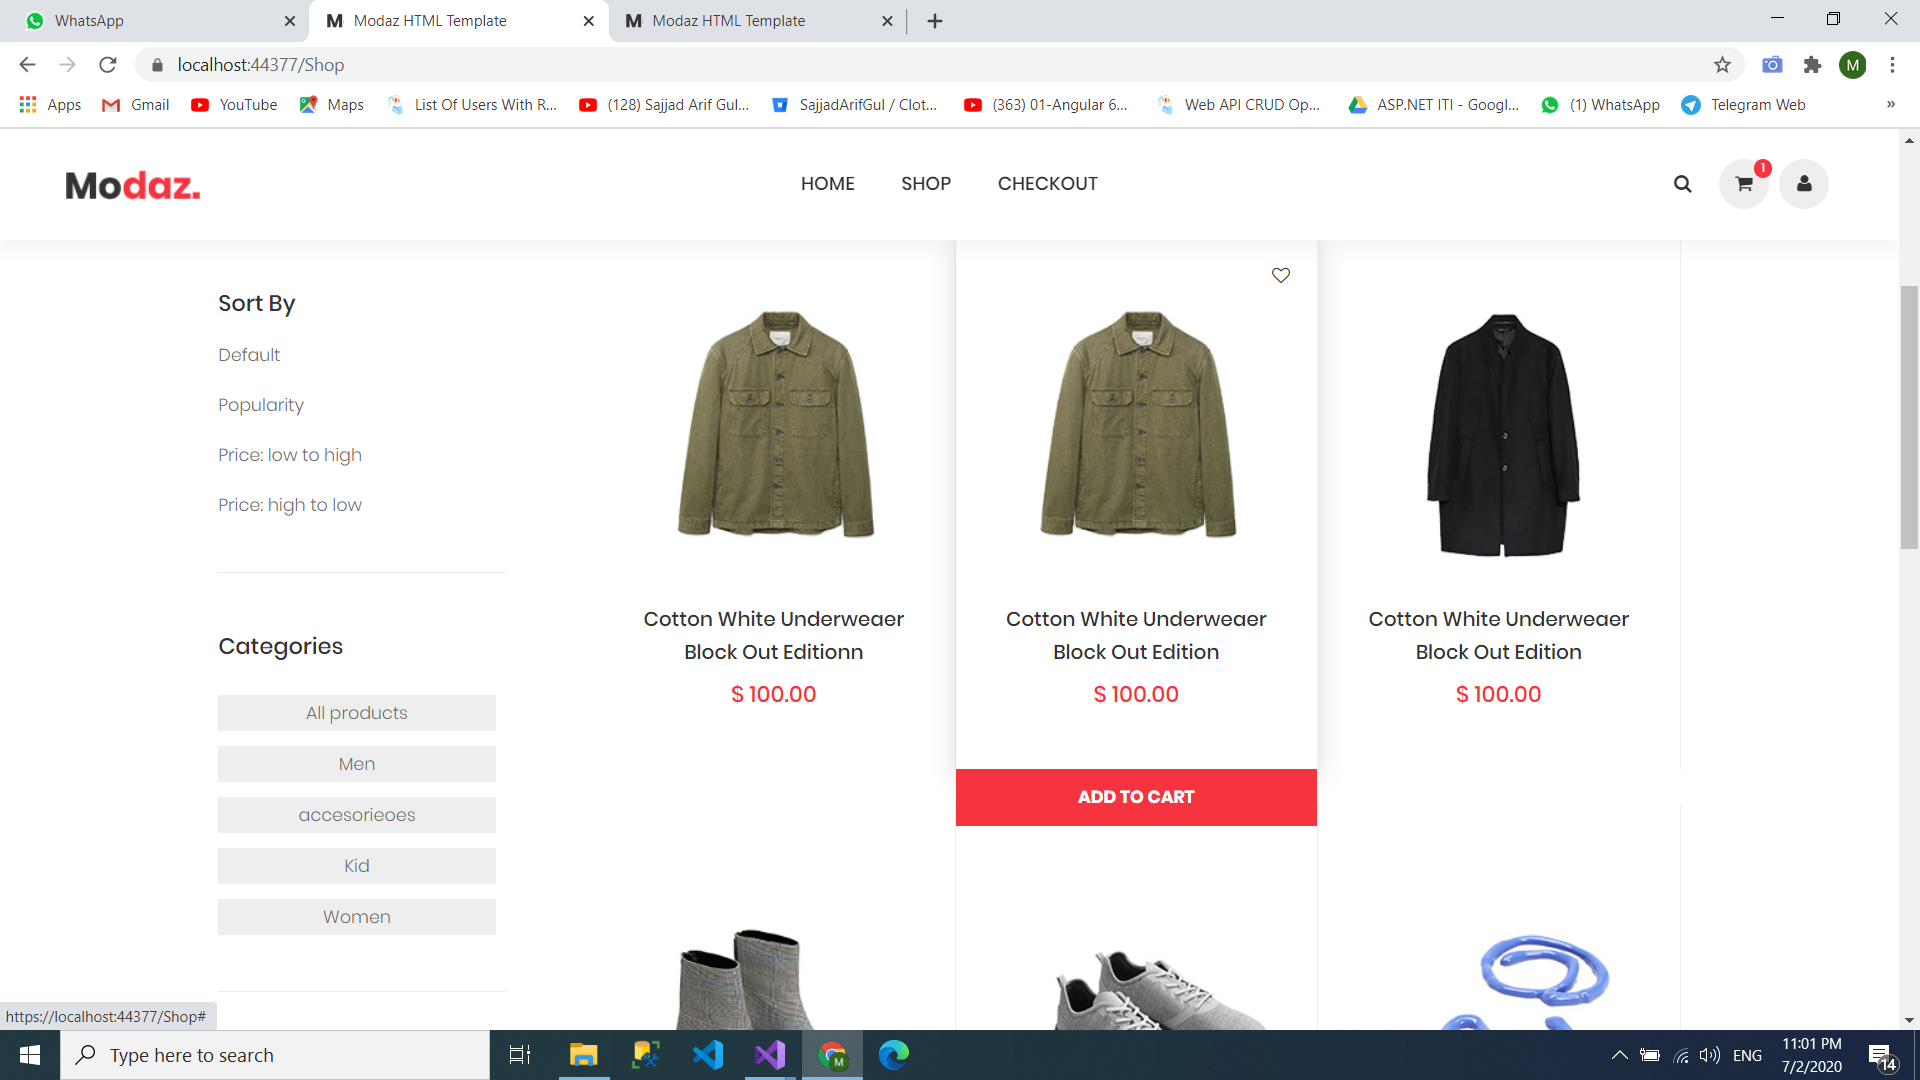 WhatsApp
M Modaz HTML Template
M Modaz HTML Template
localhost:44377/Shop
M
Apps
Gmail
YouTube
Maps
List Of Users With R...
(128) Sajjad Arif Gul...
SajjadArifGul / Clot...
(363) 01-Angular 6...
Web API CRUD Op...
ASP.NET ITI - Googl...
(1) WhatsApp
Telegram Web
»
Modaz.
HOME SHOP CHECKOUT
1
Sort By
Default
Popularity
Price: low to high
Price: high to low
Categories
All products
Men
accesorieoes
Kid
Women
Cotton White Underweaer
Block Out Editionn
$ 100.00
Cotton White Underweaer
Block Out Edition
$ 100.00
ADD TO CART
Cotton White Underweaer
Block Out Edition
$ 100.00
https://localhost:44377/Shop#
Type here to search
M
ENG
11:01 PM
7/2/2020
14